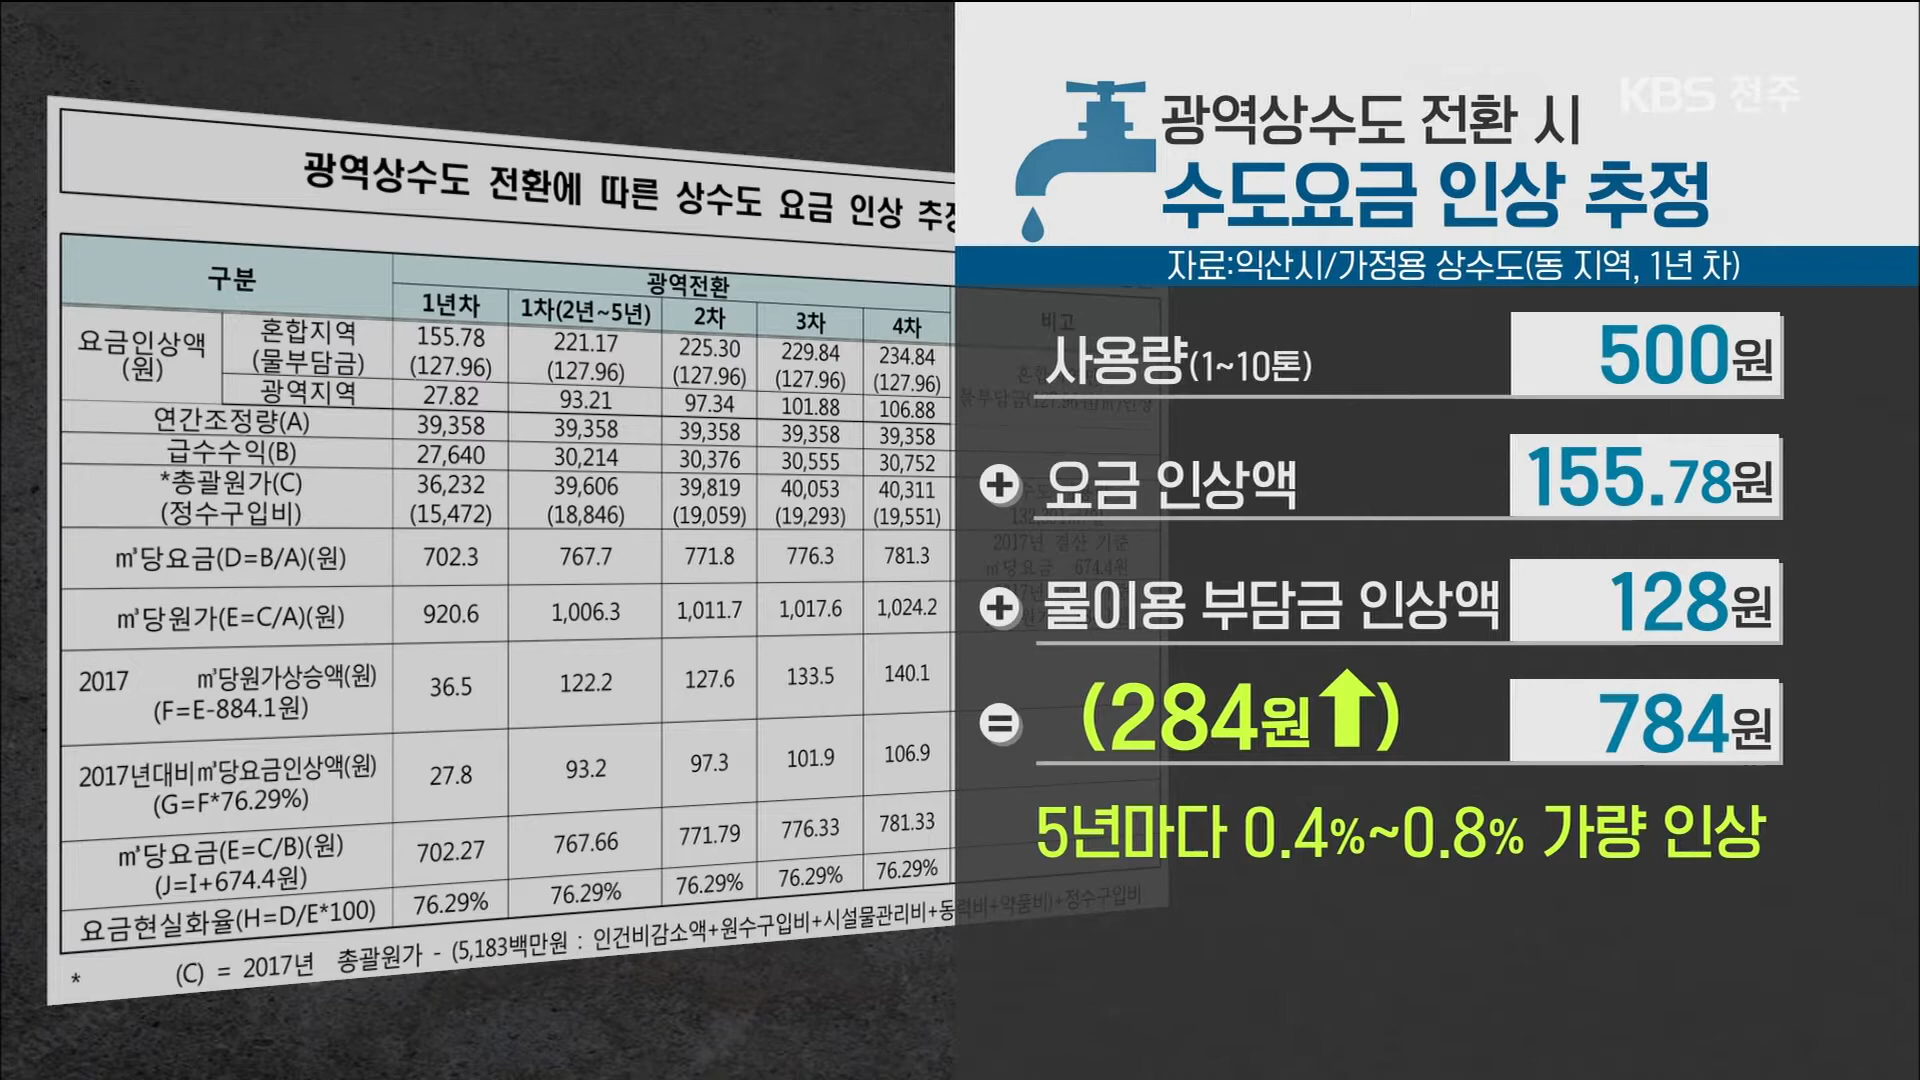 광역상수도 전환에 따른 상수도 요금 인상 추정
구분 광역전환
1년차 1차(2년~5년) 2차 3차 4차 비고
요금인상액(원) 혼합지역(물부담금) 155.78 (127.96) 221.17 (127.96) 225.30 (127.96) 229.84 (127.96) 234.84 (127.96)
광역지역 27.82 93.21 97.34 101.88 106.88
연간조정량(A) 39,358 39,358 39,358 39,358 39,358
급수수익(B) 27,640 30,214 30,376 30,555 30,752
*총괄원가(C) 36,232 39,606 39,819 40,053 40,311
(정수구입비) (15,472) (18,846) (19,059) (19,293) (19,551)
2017년 결산 기준
㎥당요금(D=B/A)(원) 702.3 767.7 771.8 776.3 781.3
㎥당요금 674.4원
㎥당원가(E=C/A)(원) 920.6 1,006.3 1,011.7 1,017.6 1,024.2
2017 ㎥당원가상승액(원)
(F=E-884.1원) 36.5 122.2 127.6 133.5 140.1
2017년대비㎥당요금인상액(원)
(G=F*76.29%) 27.8 93.2 97.3 101.9 106.9
㎥당요금(E=C/B)(원)
(J=I+674.4원) 702.27 767.66 771.79 776.33 781.33
요금현실화율(H=D/E*100) 76.29% 76.29% 76.29% 76.29% 76.29%
* (C) = 2017년 총괄원가 - (5,183백만원 : 인건비감소액+원수구입비+시설물관리비+동력비+약품비)+정수구입비
KBS 전주
광역상수도 전환 시
수도요금 인상 추정
자료:익산시/가정용 상수도(동 지역, 1년 차)
사용량(1~10톤) 500원
+ 요금 인상액 155.78원
+ 물이용 부담금 인상액 128원
= (284원⬆) 784원
5년마다 0.4%~0.8% 가량 인상